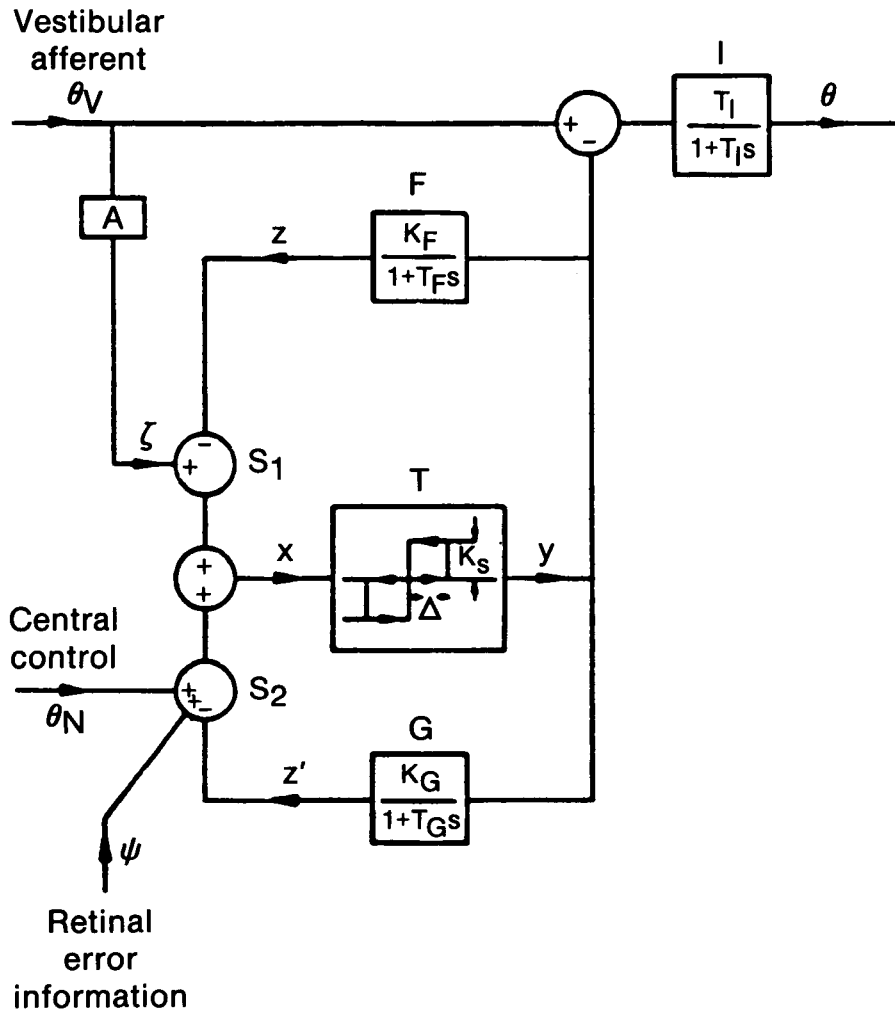 Vestibular
afferent
θV
I
TI
1+TIs
θ
+
-
A
F
KF
1+TFs
z
ζ
-
+
S1
T
x
Ks
Δ
y
+
+
Central
control
θN
+
+
-
S2
G
KG
1+TGs
z'
ψ
Retinal
error
information